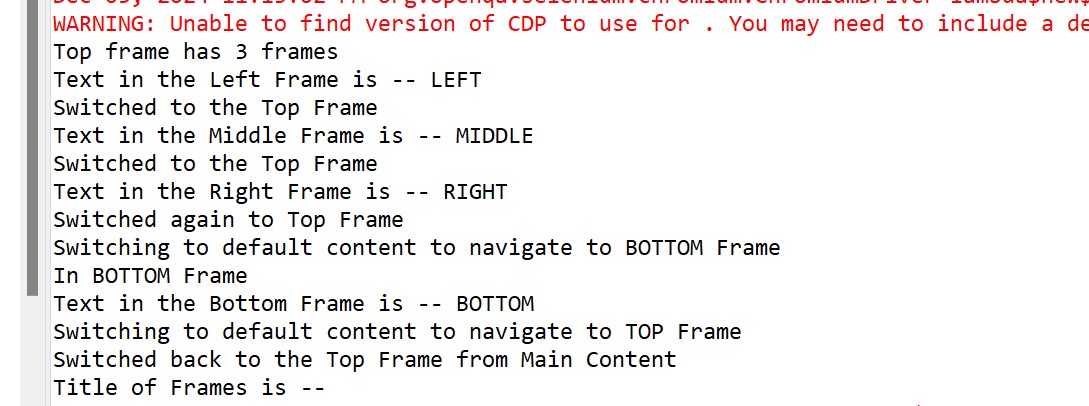 WARNING: Unable to find version of CDP to use for . You may need to include a de
Top frame has 3 frames
Text in the Left Frame is -- LEFT
Switched to the Top Frame
Text in the Middle Frame is -- MIDDLE
Switched to the Top Frame
Text in the Right Frame is -- RIGHT
Switched again to Top Frame
Switching to default content to navigate to BOTTOM Frame
In BOTTOM Frame
Text in the Bottom Frame is -- BOTTOM
Switching to default content to navigate to TOP Frame
Switched back to the Top Frame from Main Content
Title of Frames is --